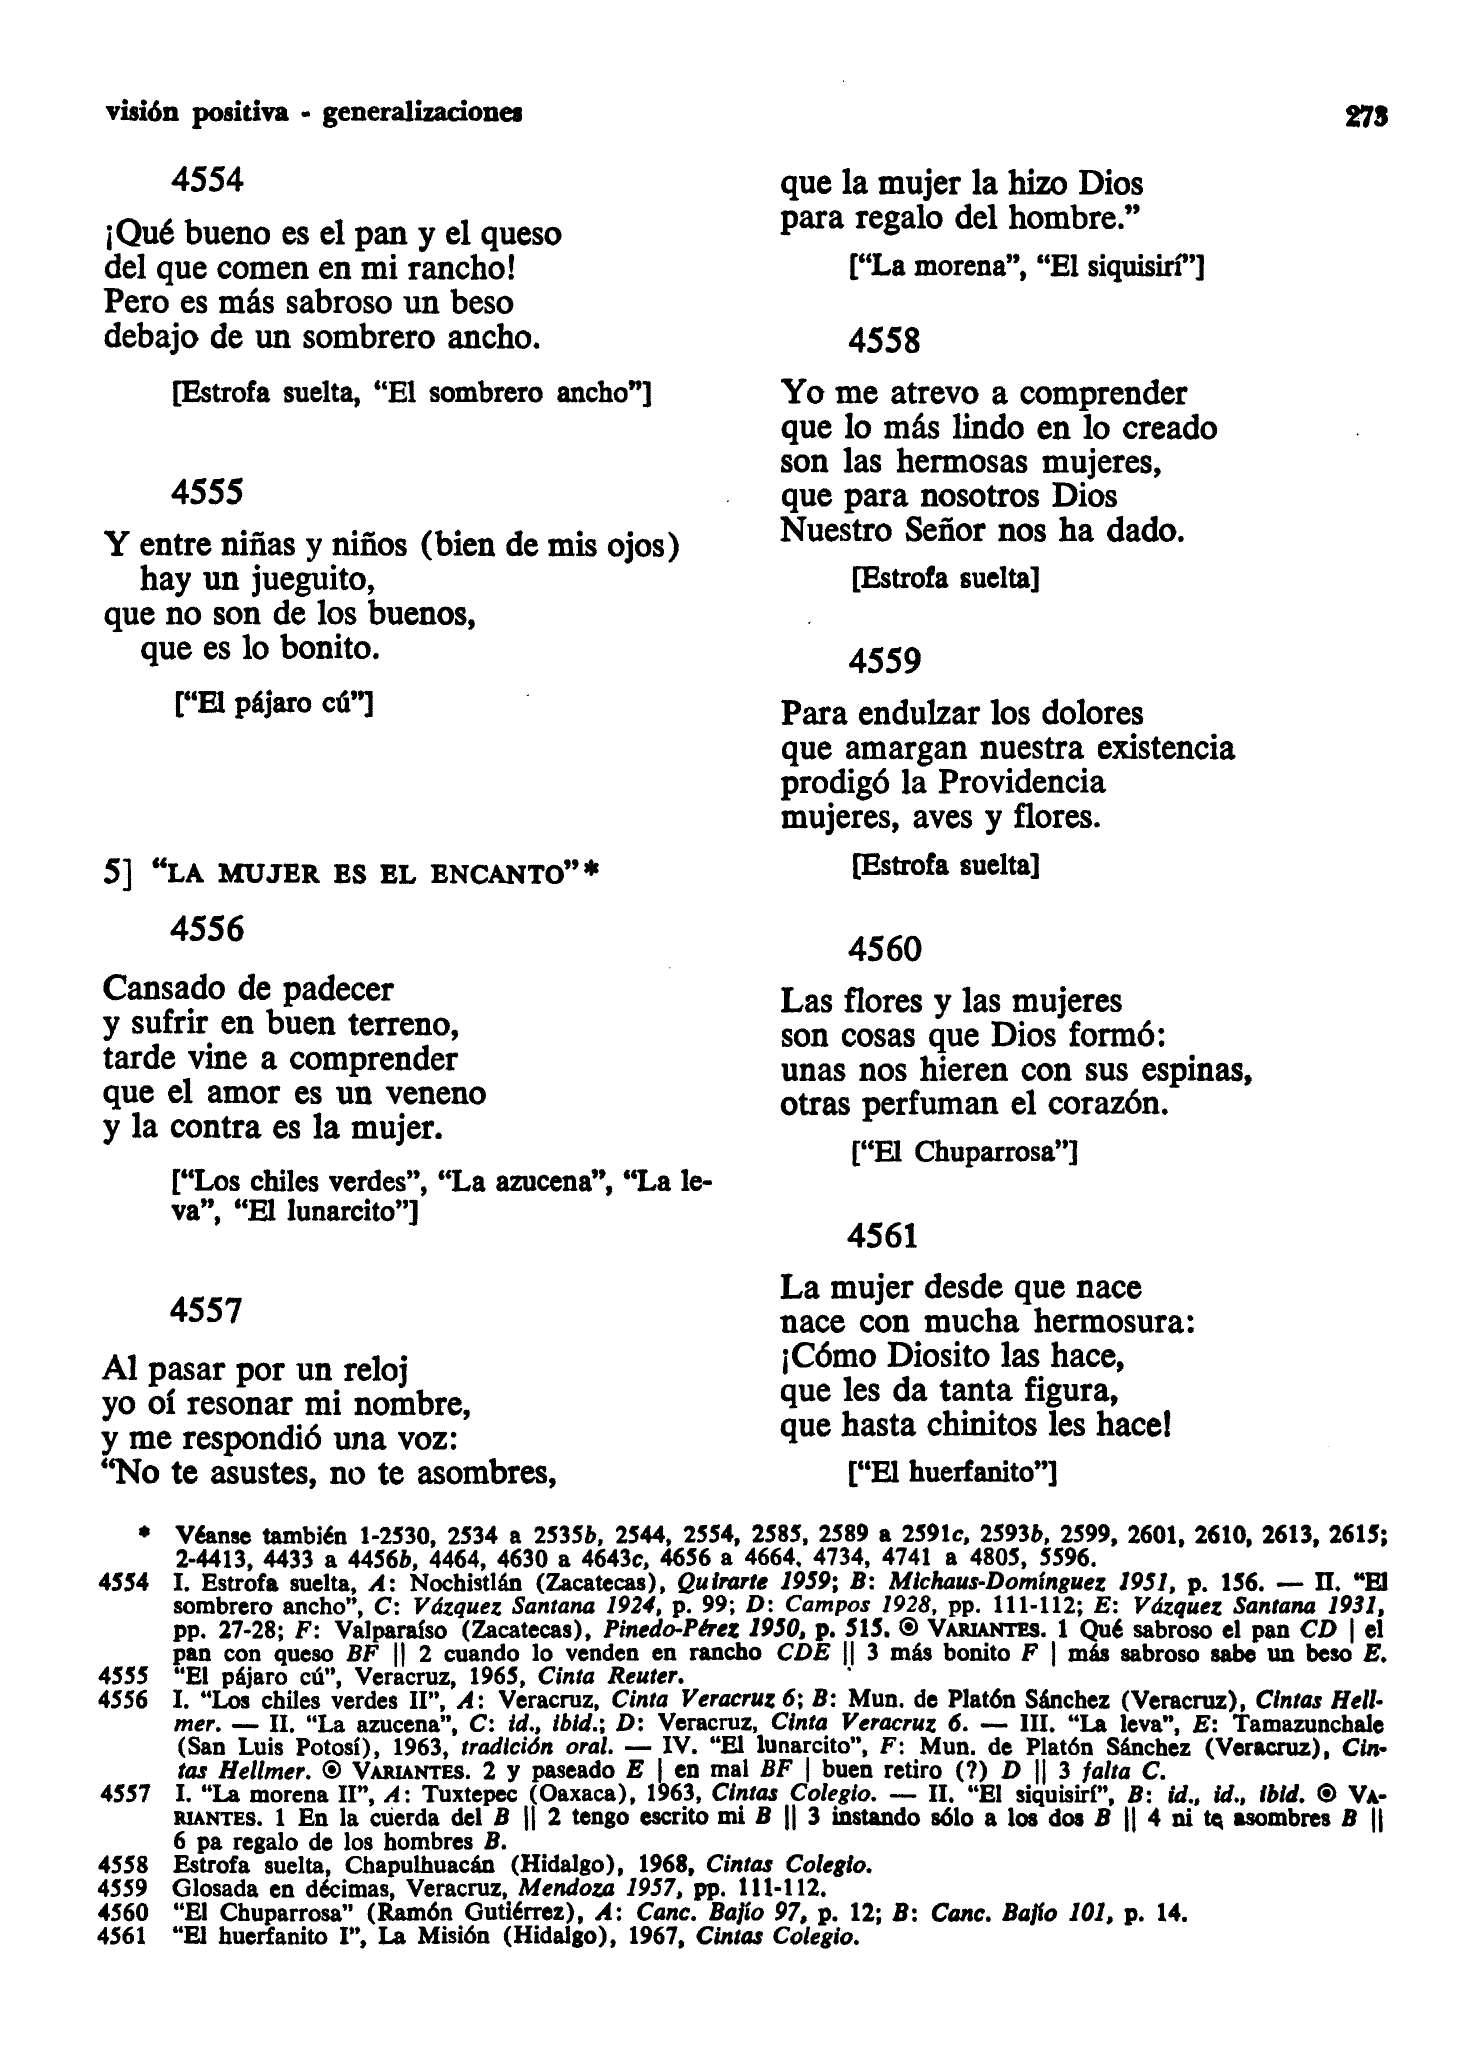 visión positiva - generalizaciones
273
4554
¡Qué bueno es el pan y el queso
del que comen en mi rancho!
Pero es más sabroso un beso
debajo de un sombrero ancho.
[Estrofa suelta, “El sombrero ancho”]
4555
Y entre niñas y niños (bien de mis ojos)
hay un jueguito,
que no son de los buenos,
que es lo bonito.
[“El pájaro cú”]
5] “LA MUJER ES EL ENCANTO”*
4556
Cansado de padecer
y sufrir en buen terreno,
tarde vine a comprender
que el amor es un veneno
y la contra es la mujer.
[“Los chiles verdes”, “La azucena”, “La le-
va”, “El lunarcito”]
4557
Al pasar por un reloj
yo oí resonar mi nombre,
y me respondió una voz:
“No te asustes, no te asombres,
que la mujer la hizo Dios
para regalo del hombre.”
[“La morena”, “El siquisirí”]
4558
Yo me atrevo a comprender
que lo más lindo en lo creado
son las hermosas mujeres,
que para nosotros Dios
Nuestro Señor nos ha dado.
[Estrofa suelta]
4559
Para endulzar los dolores
que amargan nuestra existencia
prodigó la Providencia
mujeres, aves y flores.
[Estrofa suelta]
4560
Las flores y las mujeres
son cosas que Dios formó:
unas nos hieren con sus espinas,
otras perfuman el corazón.
[“El Chuparrosa”]
4561
La mujer desde que nace
nace con mucha hermosura:
¡Cómo Diosito las hace,
que les da tanta figura,
que hasta chinitos les hace!
[“El huerfanito”]
* Véanse también 1-2530, 2534 a 2535b, 2544, 2554, 2585, 2589 a 2591c, 2593b, 2599, 2601, 2610, 2613, 2615;
2-4413, 4433 a 4456b, 4464, 4630 a 4643c, 4656 a 4664, 4734, 4741 a 4805, 5596.
4554 I. Estrofa suelta, A: Nochistlán (Zacatecas), Quirarte 1959; B: Michaus-Domínguez 1951, p. 156. — II. “El
sombrero ancho”, C: Vázquez Santana 1924, p. 99; D: Campos 1928, pp. 111-112; E: Vázquez Santana 1931,
pp. 27-28; F: Valparaíso (Zacatecas), Pinedo-Pérez 1950, p. 515. ® VARIANTES. 1 Qué sabroso el pan CD | el
pan con queso BF || 2 cuando lo venden en rancho CDE || 3 más bonito F | más sabroso sabe un beso E.
4555 “El pájaro cú”, Veracruz, 1965, Cinta Reuter.
4556 I. “Los chiles verdes II”, A: Veracruz, Cinta Veracruz 6; B: Mun. de Platón Sánchez (Veracruz), Cintas Hell-
mer. — II. “La azucena”, C: id., ibid.; D: Veracruz, Cinta Veracruz 6. — III. “La leva”, E: Tamazunchale
(San Luis Potosí), 1963, tradición oral. — IV. “El lunarcito”, F: Mun. de Platón Sánchez (Veracruz), Cin-
tas Hellmer. ® VARIANTES. 2 y paseado E | en mal BF | buen retiro (?) D || 3 falta C.
4557 I. “La morena II”, A: Tuxtepec (Oaxaca), 1963, Cintas Colegio. — II. “El siquisirí”, B: id., id., ibid. ® VA-
RIANTES. 1 En la cuerda del B || 2 tengo escrito mi B || 3 instando sólo a los dos B || 4 ni te asombres B ||
6 pa regalo de los hombres B.
4558 Estrofa suelta, Chapulhuacán (Hidalgo), 1968, Cintas Colegio.
4559 Glosada en décimas, Veracruz, Mendoza 1957, pp. 111-112.
4560 “El Chuparrosa” (Ramón Gutiérrez), A: Canc. Bajío 97, p. 12; B: Canc. Bajío 101, p. 14.
4561 “El huerfanito I”, La Misión (Hidalgo), 1967, Cintas Colegio.